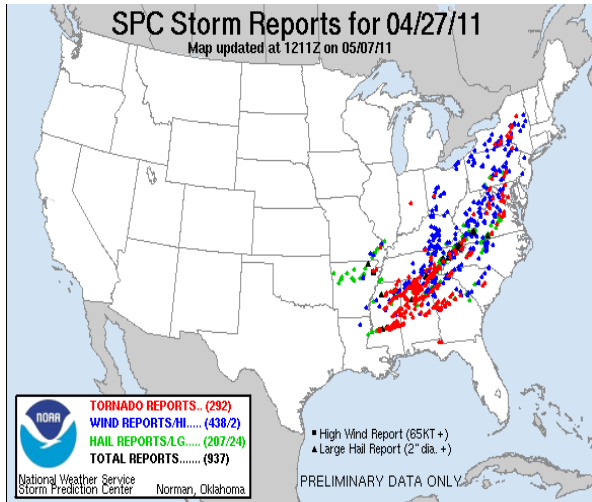 SPC Storm Reports for 04/27/11
Map updated at 1211Z on 05/07/11
NOAA
TORNADO REPORTS.. (292)
WIND REPORTS/HI..... (438/2)
HAIL REPORTS/LG..... (207/24)
TOTAL REPORTS....... (937)
National Weather Service
Storm Prediction Center Norman, Oklahoma
High Wind Report (65KT +)
Large Hail Report (2" dia. +)
PRELIMINARY DATA ONLY